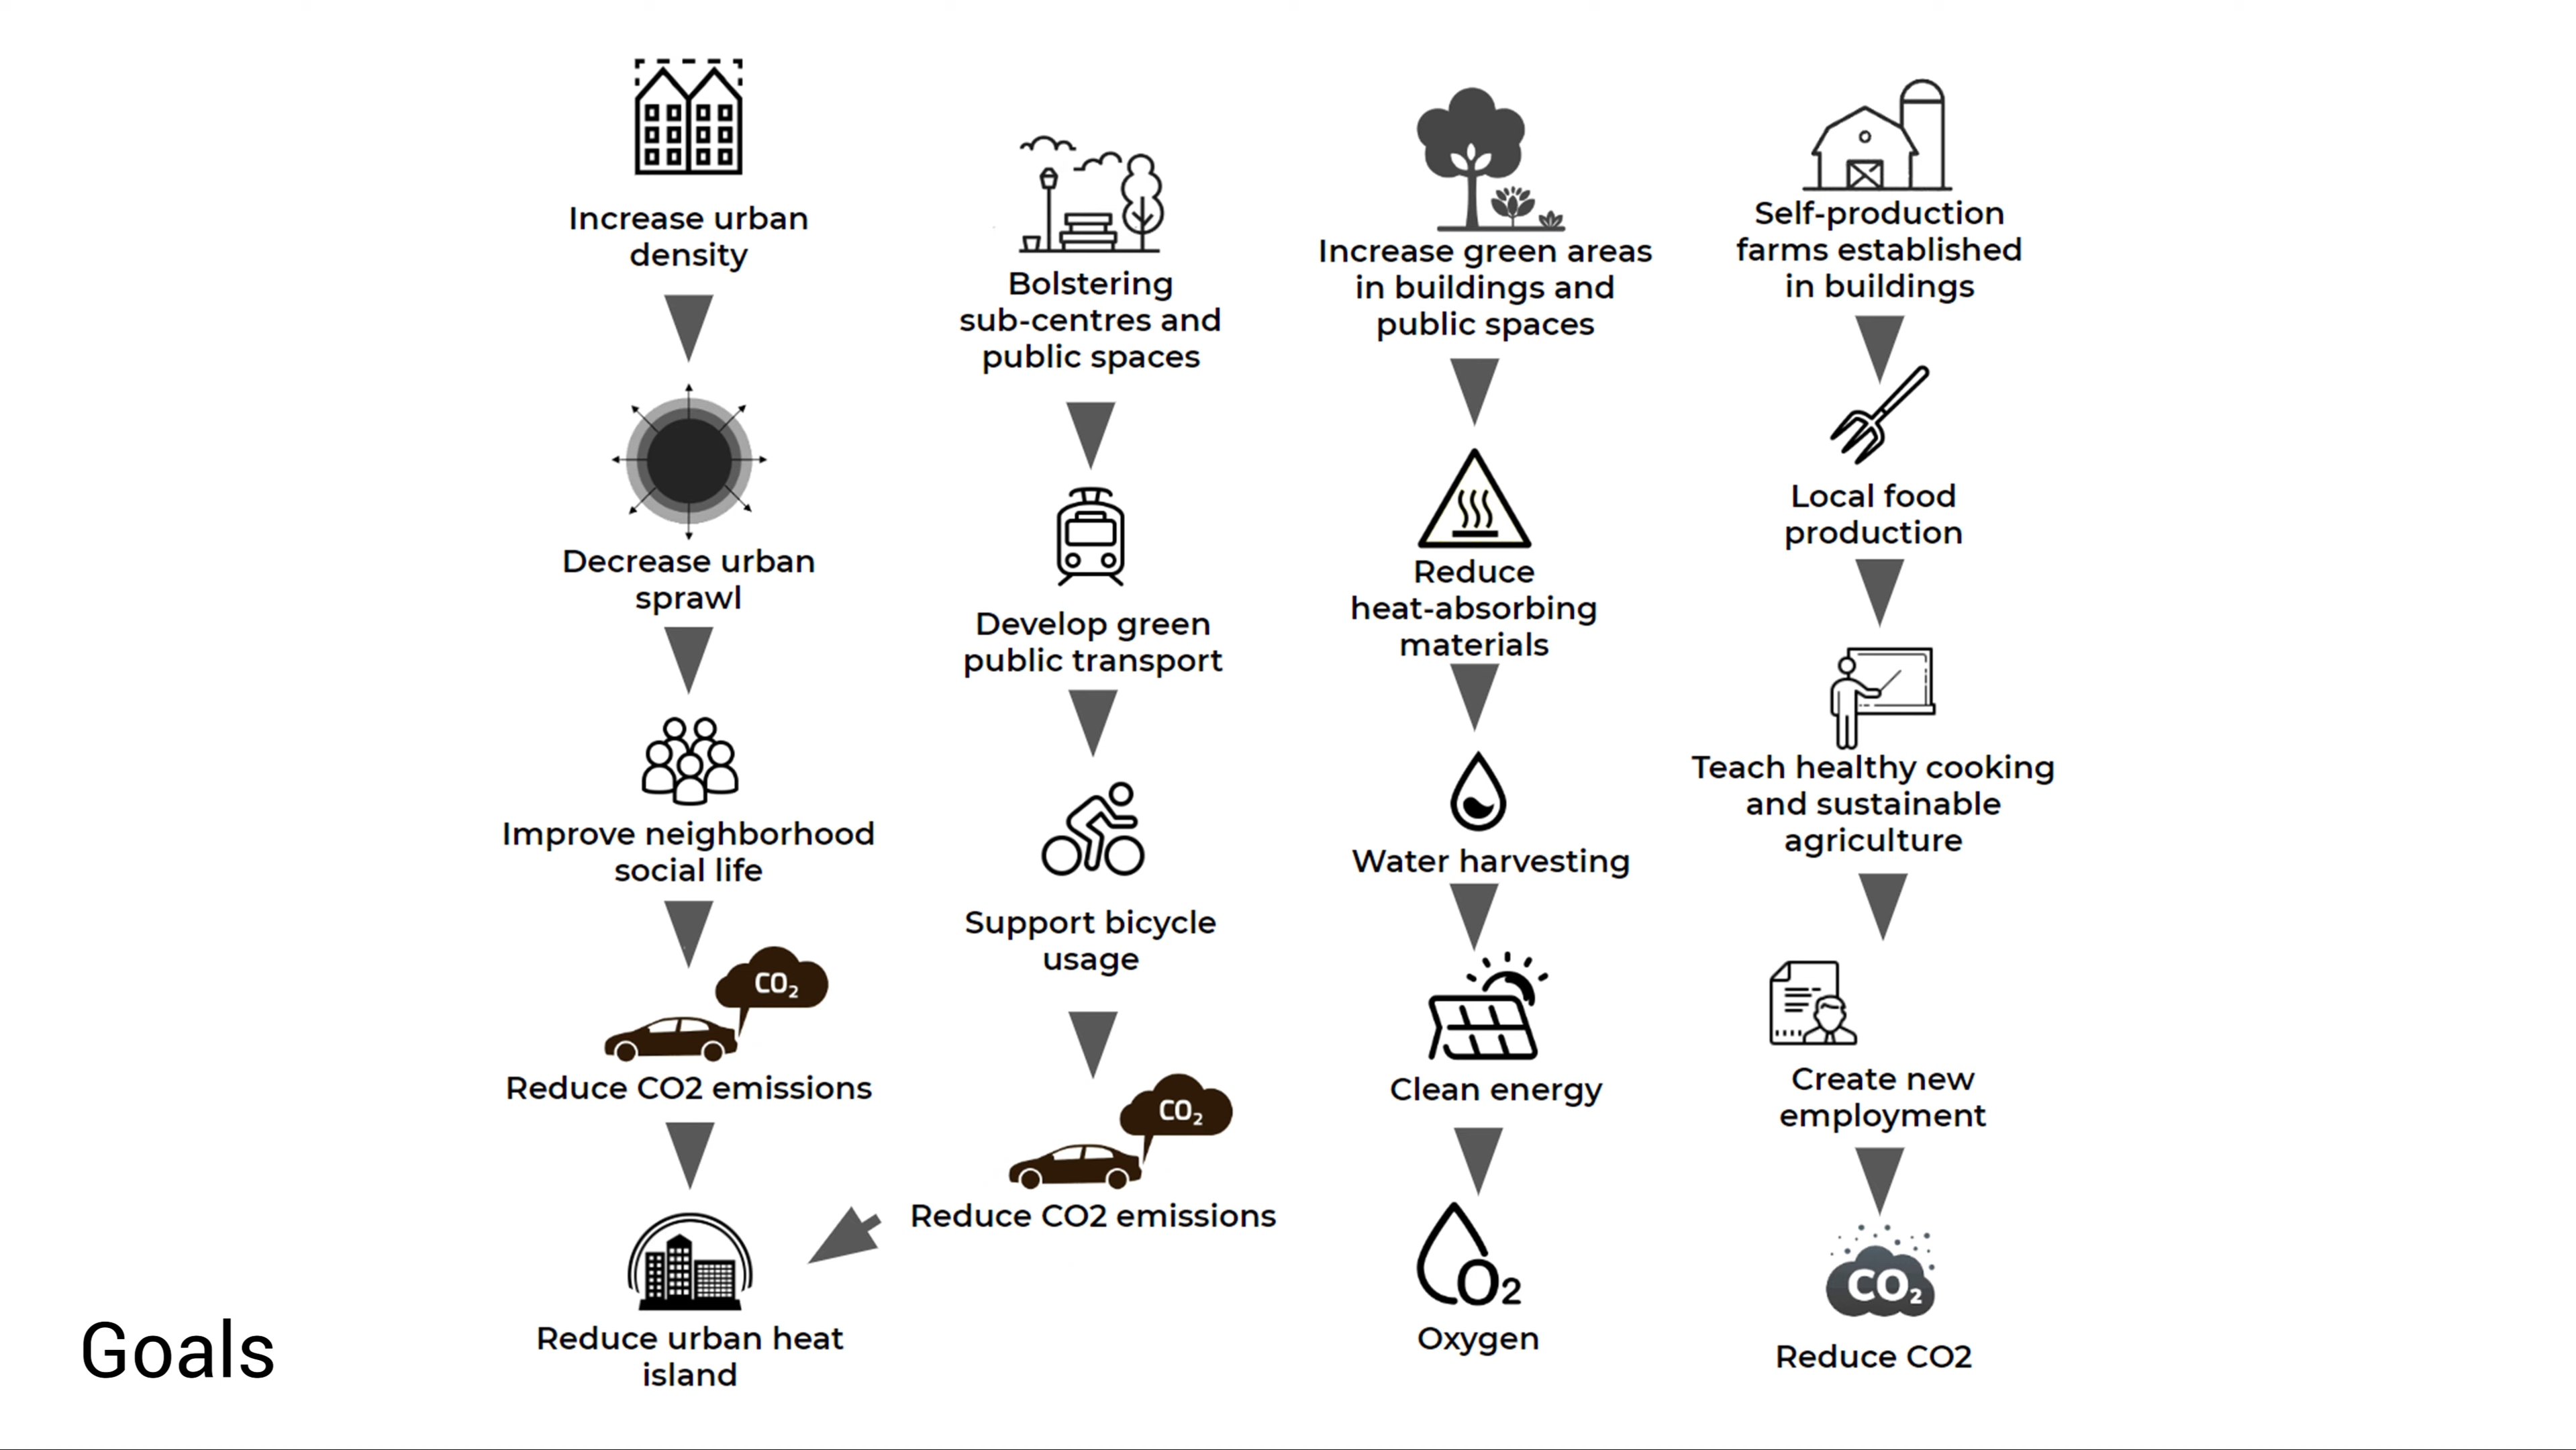 Increase urban
density
Decrease urban
sprawl
Improve neighborhood
social life
CO2
Reduce CO2 emissions
Reduce urban heat
island
Bolstering
sub-centres and
public spaces
Develop green
public transport
Support bicycle
usage
CO2
Reduce CO2 emissions
Increase green areas
in buildings and
public spaces
Reduce
heat-absorbing
materials
Water harvesting
Clean energy
O2
Oxygen
Self-production
farms established
in buildings
Local food
production
Teach healthy cooking
and sustainable
agriculture
Create new
employment
CO2
Reduce CO2
Goals